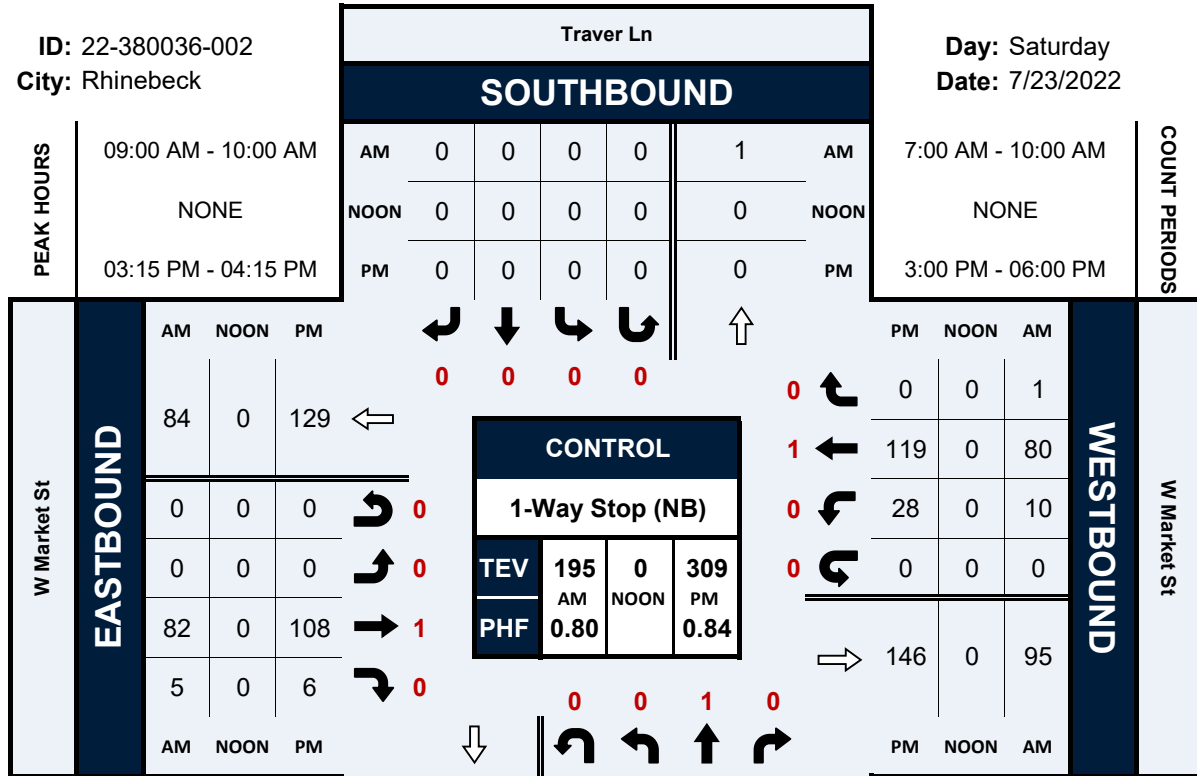 ID: 22-380036-002
City: Rhinebeck
Traver Ln
SOUTHBOUND
Day: Saturday
Date: 7/23/2022
PEAK HOURS
09:00 AM - 10:00 AM
NONE
03:15 PM - 04:15 PM
AM 0 0 0 0 1 AM
NOON 0 0 0 0 0 NOON
PM 0 0 0 0 0 PM
7:00 AM - 10:00 AM
NONE
3:00 PM - 06:00 PM
COUNT PERIODS
0 0 0 0
W Market St
EASTBOUND
AM NOON PM
84 0 129
0 0 0 0
0 0 0 0
82 0 108 1
5 0 6 0
AM NOON PM
CONTROL
1-Way Stop (NB)
TEV 195 0 309
AM NOON PM
PHF 0.80 0.84
PM NOON AM
0 0 0 1
1 119 0 80
0 28 0 10
0 0 0 0
146 0 95
PM NOON AM
WESTBOUND
W Market St
0 0 1 0